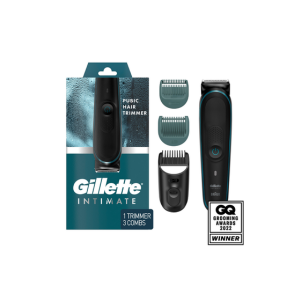 PUBIC
HAIR
TRIMMER
Gillette
INTIMATE
1 TRIMMER
3 COMBS
GQ
GROOMING
AWARDS
2022
WINNER